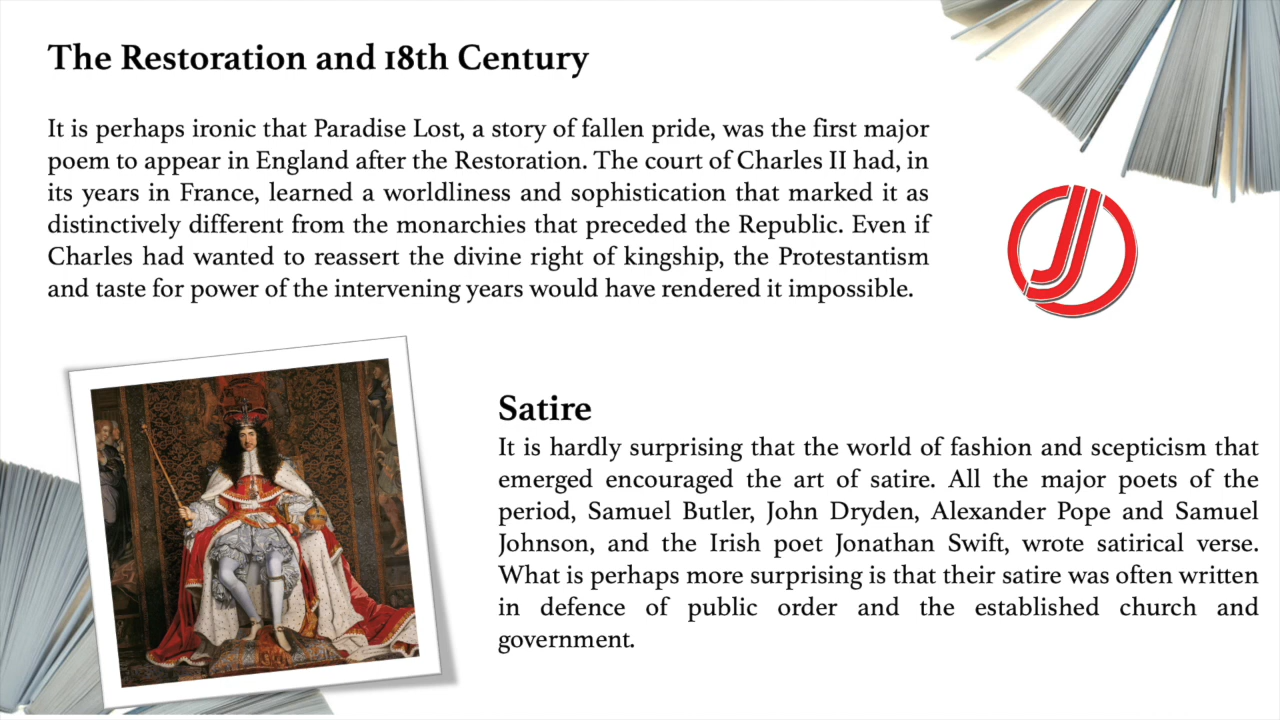 The Restoration and 18th Century
It is perhaps ironic that Paradise Lost, a story of fallen pride, was the first major
poem to appear in England after the Restoration. The court of Charles II had, in
its years in France, learned a worldliness and sophistication that marked it as
distinctively different from the monarchies that preceded the Republic. Even if
Charles had wanted to reassert the divine right of kingship, the Protestantism
and taste for power of the intervening years would have rendered it impossible.
Satire
It is hardly surprising that the world of fashion and scepticism that
emerged encouraged the art of satire. All the major poets of the
period, Samuel Butler, John Dryden, Alexander Pope and Samuel
Johnson, and the Irish poet Jonathan Swift, wrote satirical verse.
What is perhaps more surprising is that their satire was often written
in defence of public order and the established church and
government.